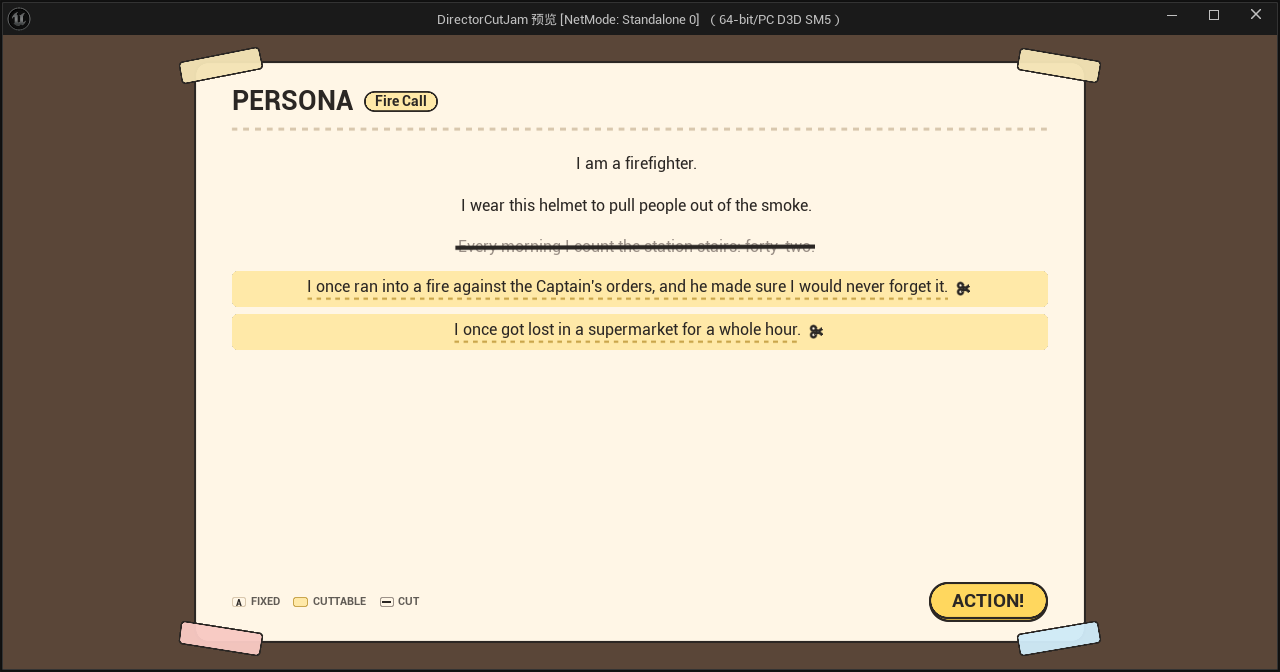 DirectorCutJam 预览 [NetMode: Standalone 0] ( 64-bit/PC D3D SM5 )
PERSONA Fire Call
I am a firefighter.
I wear this helmet to pull people out of the smoke.
Every morning I count the station stairs: forty-two.
I once ran into a fire against the Captain's orders, and he made sure I would never forget it.
I once got lost in a supermarket for a whole hour.
A FIXED CUTTABLE CUT
ACTION!